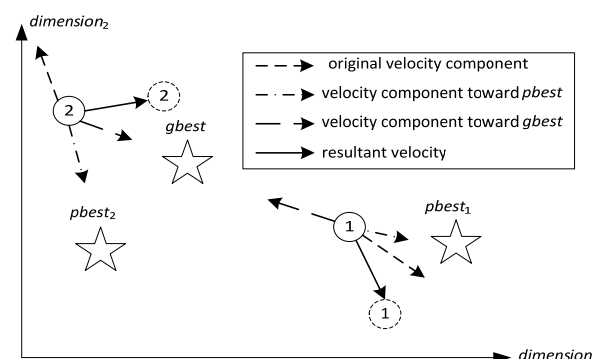 dimension2
original velocity component
velocity component toward pbest
velocity component toward gbest
resultant velocity
2
2
gbest
pbest2
pbest1
1
1
dimension